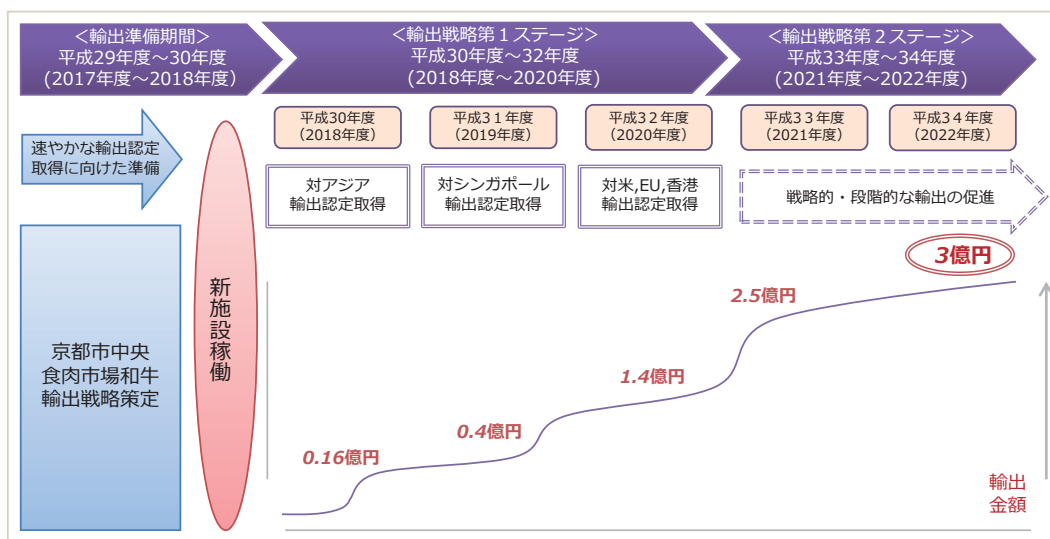 ＜輸出準備期間＞
平成29年度～30年度
(2017年度～2018年度)
＜輸出戦略第１ステージ＞
平成30年度～32年度
(2018年度～2020年度)
＜輸出戦略第２ステージ＞
平成33年度～34年度
(2021年度～2022年度)
速やかな輸出認定
取得に向けた準備
京都市中央
食肉市場和牛
輸出戦略策定
新施設稼働
平成30年度
（2018年度）
平成３１年度
（2019年度）
平成３２年度
（2020年度）
平成３３年度
（2021年度）
平成３４年度
（2022年度）
対アジア
輸出認定取得
対シンガポール
輸出認定取得
対米,EU,香港
輸出認定取得
戦略的・段階的な輸出の促進
0.16億円
0.4億円
1.4億円
2.5億円
3億円
輸出
金額